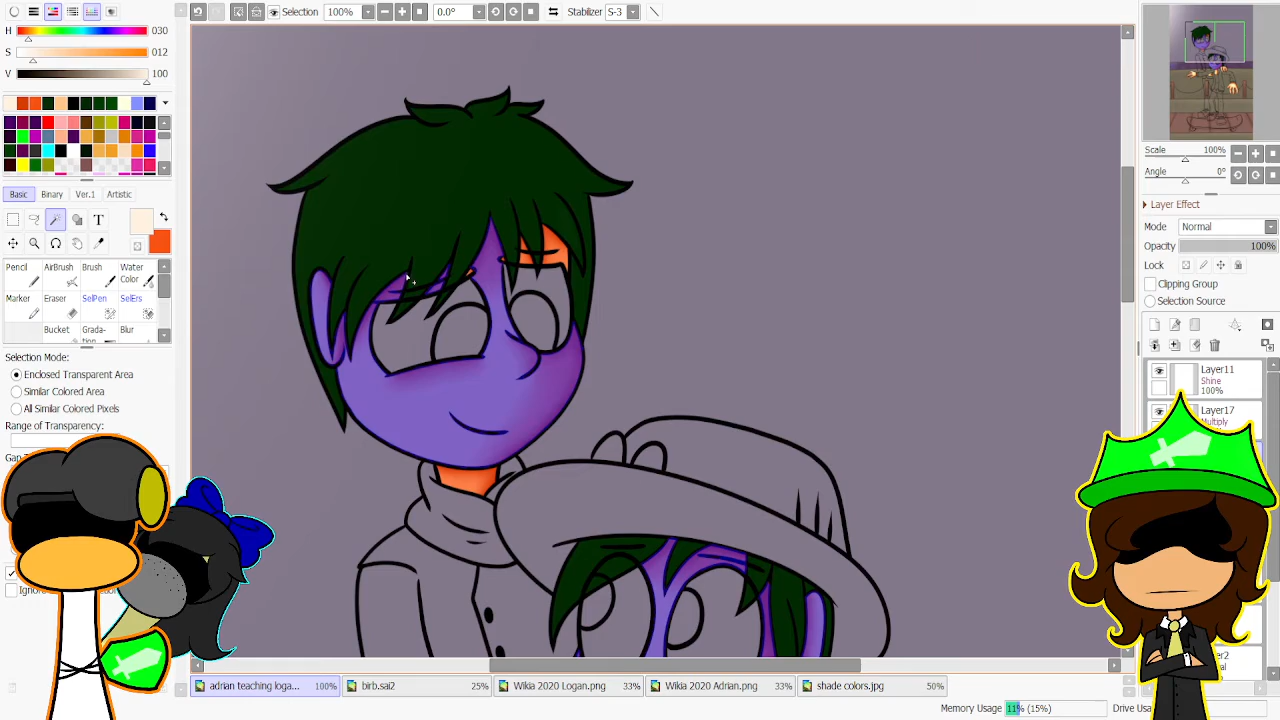 Selection 100% 0.0° Stabilizer S-3
H 030
S 012
V 100
Basic Binary Ver.1 Artistic
T
Pencil AirBrush Brush Water Color
Marker Eraser SelPen SelErs
Bucket Gradation Blur
Selection Mode:
Enclosed Transparent Area
Similar Colored Area
All Similar Colored Pixels
Range of Transparency:
Scale 100%
Angle 0°
Layer Effect
Mode Normal
Opacity 100%
Lock
Clipping Group
Selection Source
Layer11
Shine
100%
Layer17
Multiply
adrian teaching loga... 100% birb.sai2 25% Wikia 2020 Logan.png 33% Wikia 2020 Adrian.png 33% shade colors.jpg 50%
Memory Usage 11% (15%)